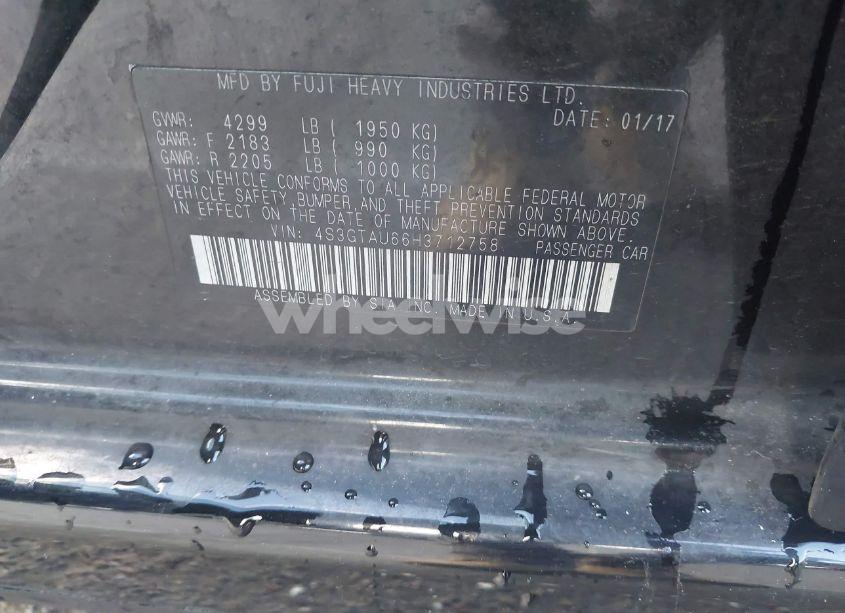 MFD BY FUJI HEAVY INDUSTRIES LTD.
GVWR: 4299 LB ( 1950 KG) DATE: 01/17
GAWR: F 2183 LB ( 990 KG)
GAWR: R 2205 LB ( 1000 KG)
THIS VEHICLE CONFORMS TO ALL APPLICABLE FEDERAL MOTOR
VEHICLE SAFETY, BUMPER, AND THEFT PREVENTION STANDARDS
IN EFFECT ON THE DATE OF MANUFACTURE SHOWN ABOVE.
VIN: 4S3GTAU66H3712758 PASSENGER CAR
ASSEMBLED BY SIA, INC. MADE IN U.S.A.
wheelwise